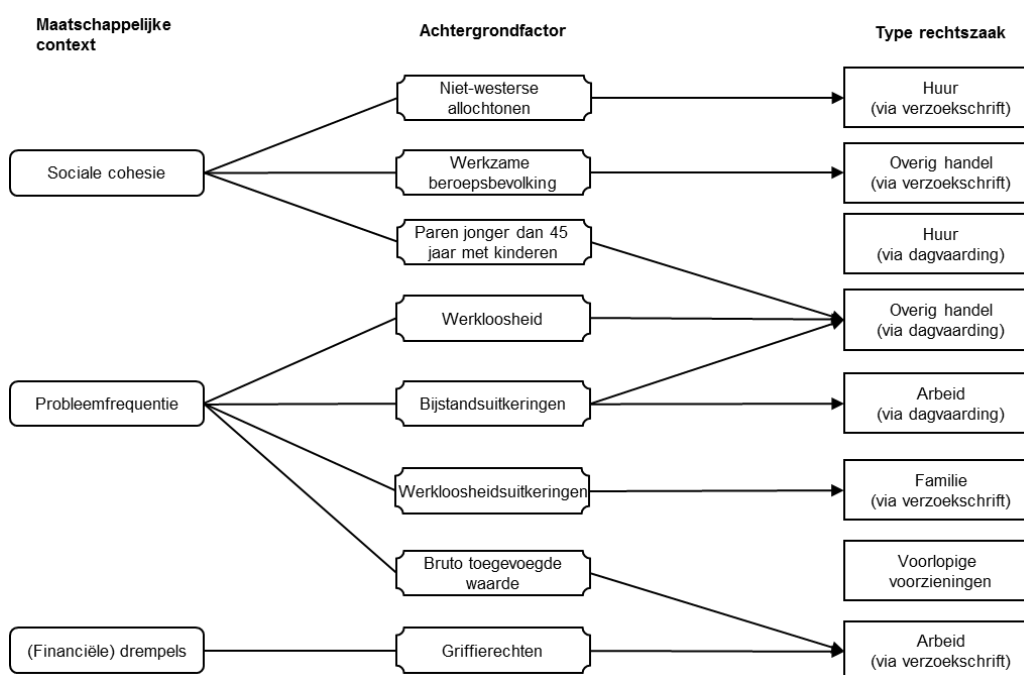 Maatschappelijke
context
Achtergrondfactor
Type rechtszaak
Niet-westerse
allochtonen
Huur
(via verzoekschrift)
Sociale cohesie
Werkzame
beroepsbevolking
Overig handel
(via verzoekschrift)
Paren jonger dan 45
jaar met kinderen
Huur
(via dagvaarding)
Werkloosheid
Overig handel
(via dagvaarding)
Probleemfrequentie
Bijstandsuitkeringen
Arbeid
(via dagvaarding)
Werkloosheidsuitkeringen
Familie
(via verzoekschrift)
Bruto toegevoegde
waarde
Voorlopige
voorzieningen
(Financiële) drempels
Griffierechten
Arbeid
(via verzoekschrift)